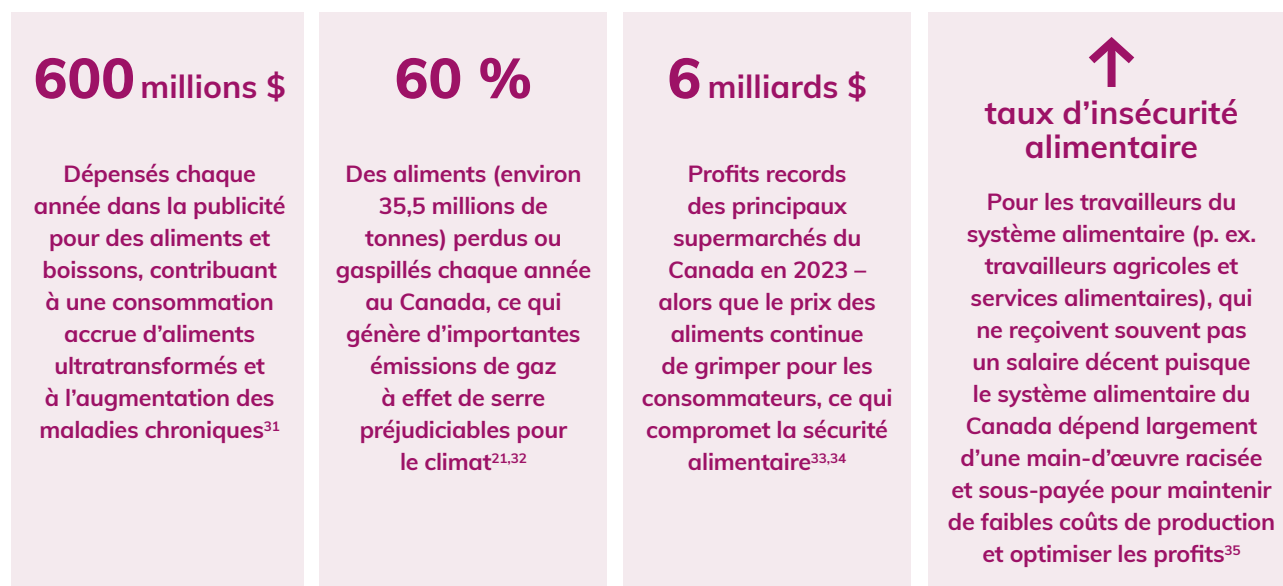 600 millions $
Dépensés chaque
année dans la publicité
pour des aliments et
boissons, contribuant
à une consommation
accrue d’aliments
ultratransformés et
à l’augmentation des
maladies chroniques³¹
60 %
Des aliments (environ
35,5 millions de
tonnes) perdus ou
gaspillés chaque année
au Canada, ce qui
génère d’importantes
émissions de gaz
à effet de serre
préjudiciables pour
le climat²¹,³²
6 milliards $
Profits records
des principaux
supermarchés du
Canada en 2023 –
alors que le prix des
aliments continue
de grimper pour les
consommateurs, ce qui
compromet la sécurité
alimentaire³³,³⁴
↑
taux d’insécurité
alimentaire
Pour les travailleurs du
système alimentaire (p. ex.
travailleurs agricoles et
services alimentaires), qui
ne reçoivent souvent pas
un salaire décent puisque
le système alimentaire du
Canada dépend largement
d’une main-d’œuvre racisée
et sous-payée pour maintenir
de faibles coûts de production
et optimiser les profits³⁵